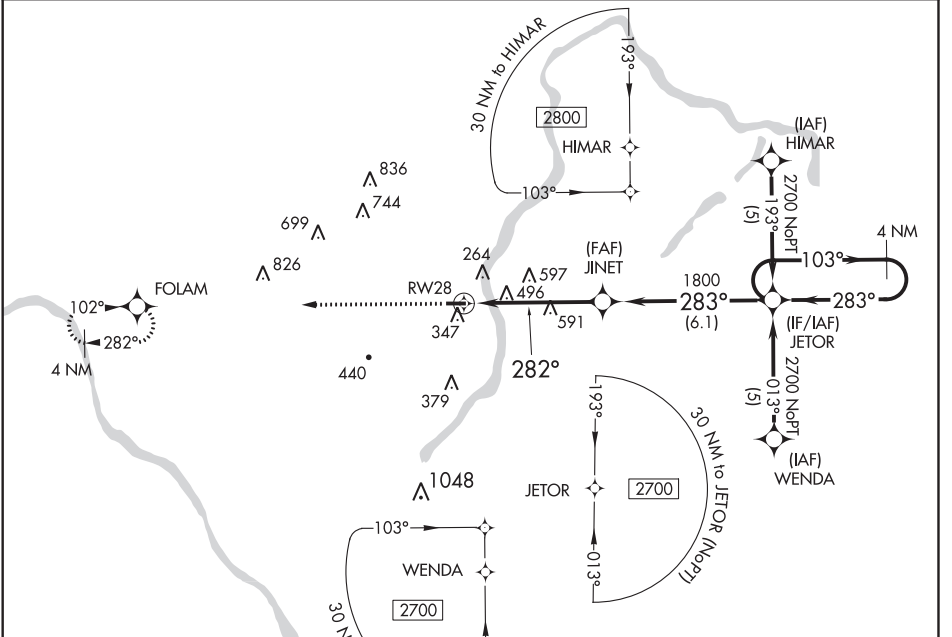 30 NM to HIMAR
193°
2800
HIMAR
103°
(IAF)
HIMAR
2700 NoPT
193°
(5)
4 NM
103°
836
744
699
826
264
597
(FAF)
JINET
RW28
496
591
347
1800
283°
(6.1)
283°
(IF/IAF)
JETOR
102°
FOLAM
282°
4 NM
440
282°
379
2700 NoPT
013°
(5)
(IAF)
WENDA
193°
30 NM to JETOR (NoPT)
JETOR
2700
013°
1048
103°
WENDA
2700
30 N